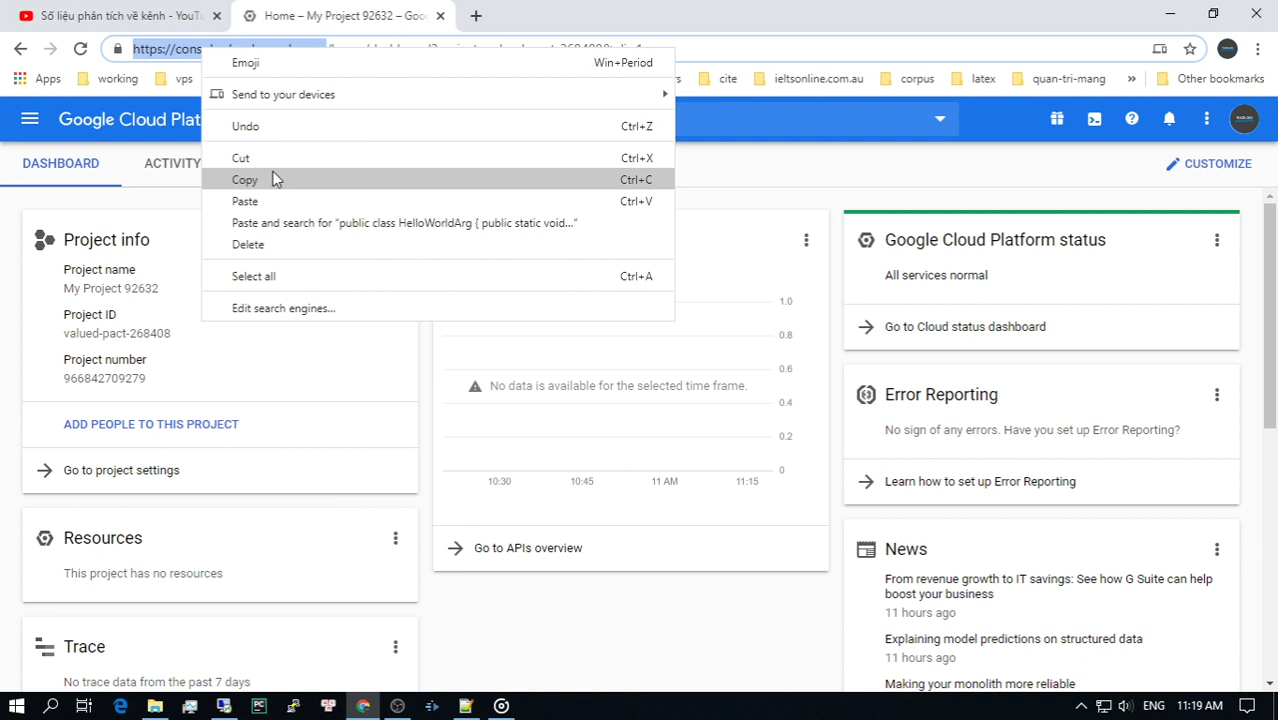 Số liệu phân tích về kênh - YouTu
Home – My Project 92632 – Goo
https://cons
Apps
working
vps
cite
ieltsonline.com.au
corpus
latex
quan-tri-mang
»
Other bookmarks
Emoji Win+Period
Send to your devices
Undo Ctrl+Z
Cut Ctrl+X
Copy Ctrl+C
Paste Ctrl+V
Paste and search for “public class HelloWorldArg { public static void...”
Delete
Select all Ctrl+A
Edit search engines...
Google Cloud Plat
DASHBOARD
ACTIVITY
CUSTOMIZE
Project info
Project name
My Project 92632
Project ID
valued-pact-268408
Project number
966842709279
ADD PEOPLE TO THIS PROJECT
Go to project settings
Resources
This project has no resources
Trace
No trace data from the past 7 days
1.0
0.8
0.6
No data is available for the selected time frame.
0.4
0.2
0
10:30 10:45 11 AM 11:15
Go to APIs overview
Google Cloud Platform status
All services normal
Go to Cloud status dashboard
Error Reporting
No sign of any errors. Have you set up Error Reporting?
Learn how to set up Error Reporting
News
From revenue growth to IT savings: See how G Suite can help
boost your business
11 hours ago
Explaining model predictions on structured data
11 hours ago
Making your monolith more reliable
ENG 11:19 AM